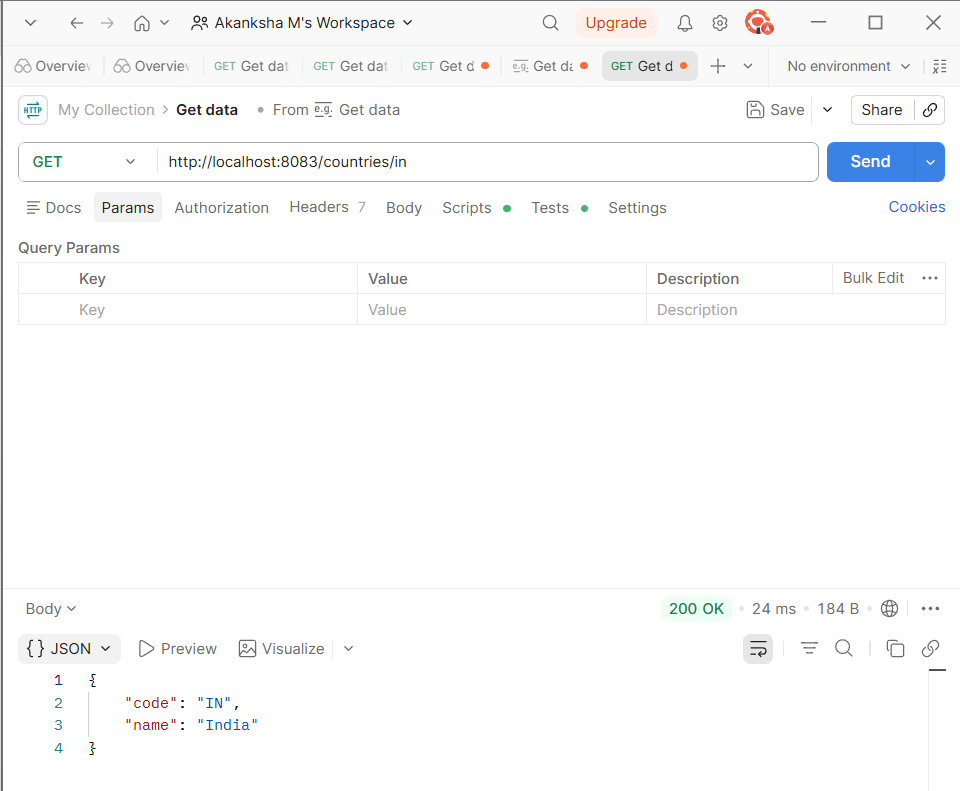 Akanksha M's Workspace Upgrade
Overview Overview GET Get dat GET Get dat GET Get d e.g. Get da GET Get d No environment
HTTP My Collection > Get data • From e.g. Get data Save Share
GET http://localhost:8083/countries/in Send
Docs Params Authorization Headers 7 Body Scripts Tests Settings Cookies
Query Params
Key Value Description Bulk Edit
Key Value Description
Body 200 OK 24 ms 184 B
{} JSON Preview Visualize
1 {
2 "code": "IN",
3 "name": "India"
4 }